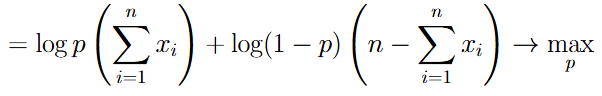 = log p (∑_{i=1}^{n} x_i) + log(1 − p) (n − ∑_{i=1}^{n} x_i) → max_p